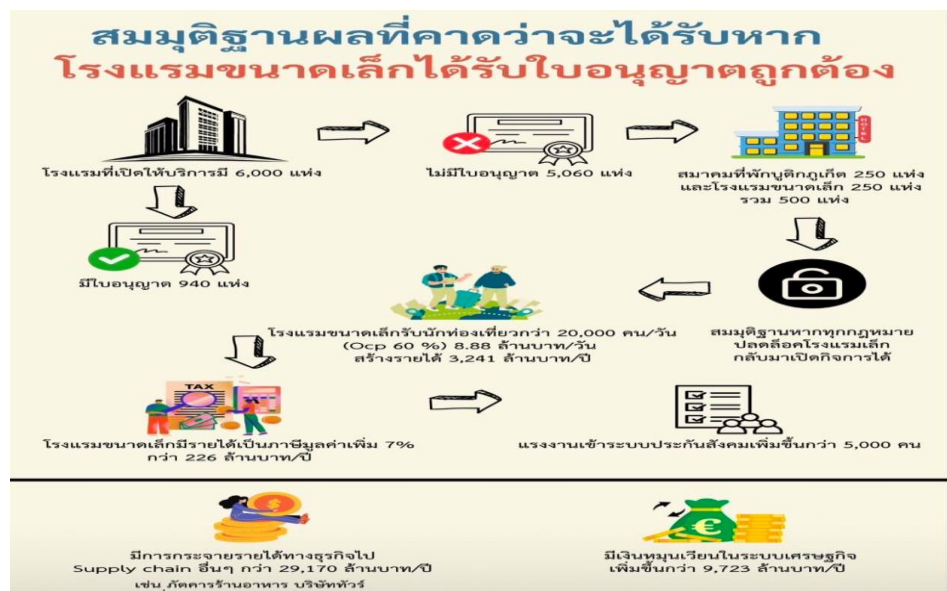 สมมุติฐานผลที่คาดว่าจะได้รับหาก
โรงแรมขนาดเล็กได้รับใบอนุญาตถูกต้อง
โรงแรมที่เปิดให้บริการมี 6,000 แห่ง
ไม่มีใบอนุญาต 5,060 แห่ง
HOTEL
สมาคมที่พักบูติกภูเก็ต 250 แห่ง
และโรงแรมขนาดเล็ก 250 แห่ง
รวม 500 แห่ง
มีใบอนุญาต 940 แห่ง
สมมุติฐานหากทุกกฎหมาย
ปลดล็อคโรงแรมเล็ก
กลับมาเปิดกิจการได้
โรงแรมขนาดเล็กรับนักท่องเที่ยวกว่า 20,000 คน/วัน
(Ocp 60 %) 8.88 ล้านบาท/วัน
สร้างรายได้ 3,241 ล้านบาท/ปี
TAX
โรงแรมขนาดเล็กมีรายได้เป็นภาษีมูลค่าเพิ่ม 7%
กว่า 226 ล้านบาท/ปี
แรงงานเข้าระบบประกันสังคมเพิ่มขึ้นกว่า 5,000 คน
มีการกระจายรายได้ทางธุรกิจไป
Supply chain อื่นๆ กว่า 29,170 ล้านบาท/ปี
เช่น ภัตคารร้านอาหาร บริษัททัวร์
มีเงินหมุนเวียนในระบบเศรษฐกิจ
เพิ่มขึ้นกว่า 9,723 ล้านบาท/ปี